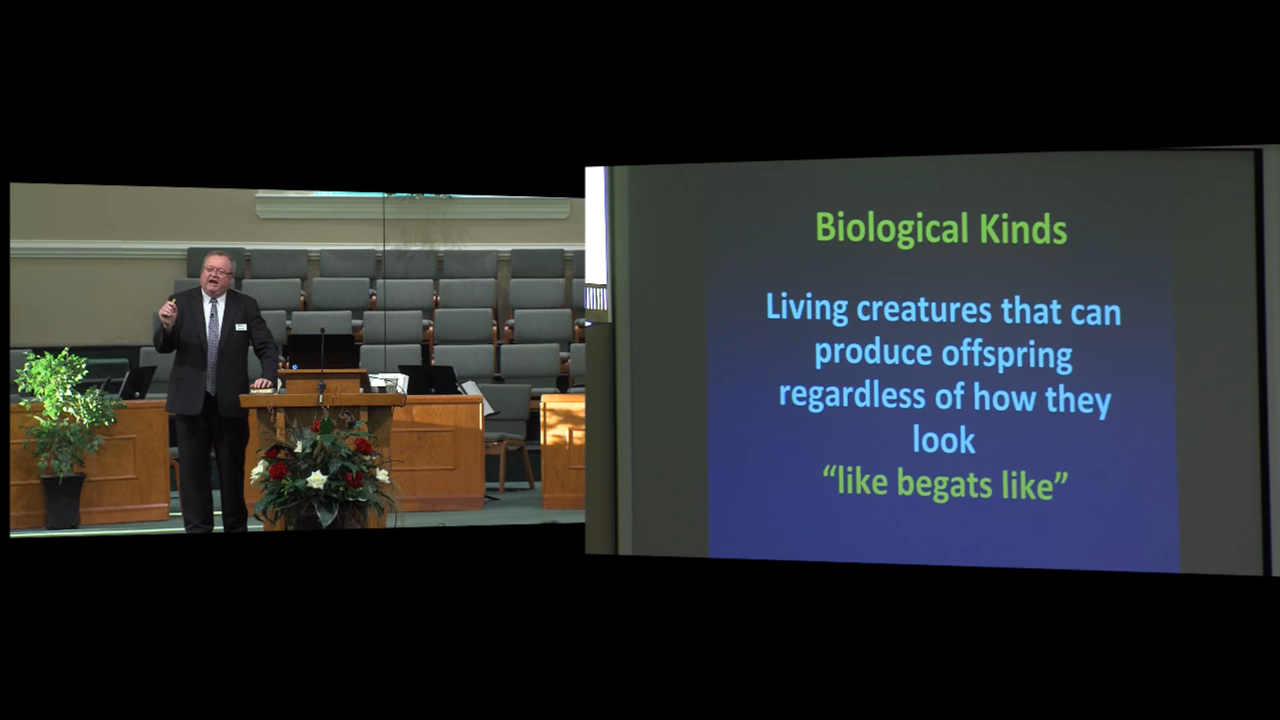 Biological Kinds
Living creatures that can
produce offspring
regardless of how they
look
“like begats like”